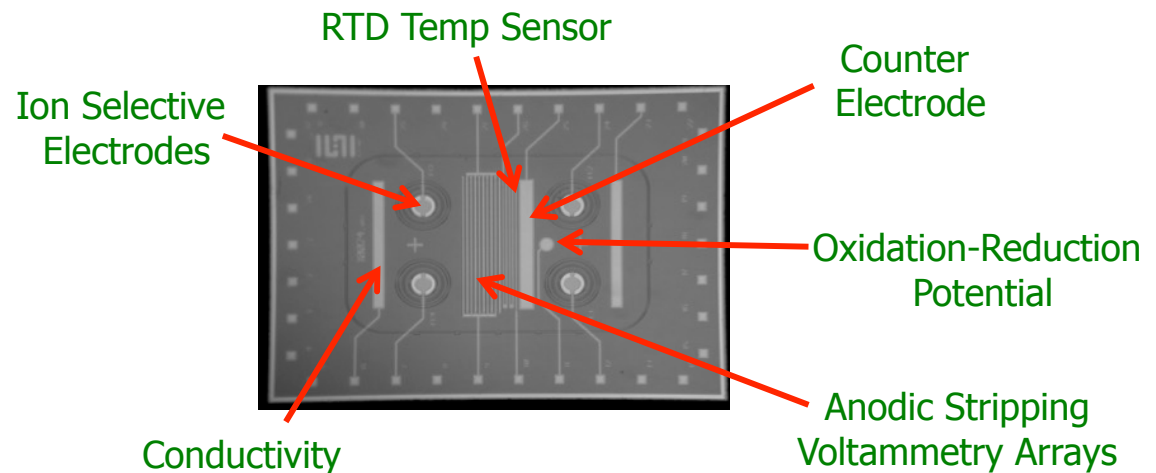 RTD Temp Sensor
Counter
Electrode
Ion Selective
Electrodes
Oxidation-Reduction
Potential
Anodic Stripping
Voltammetry Arrays
Conductivity